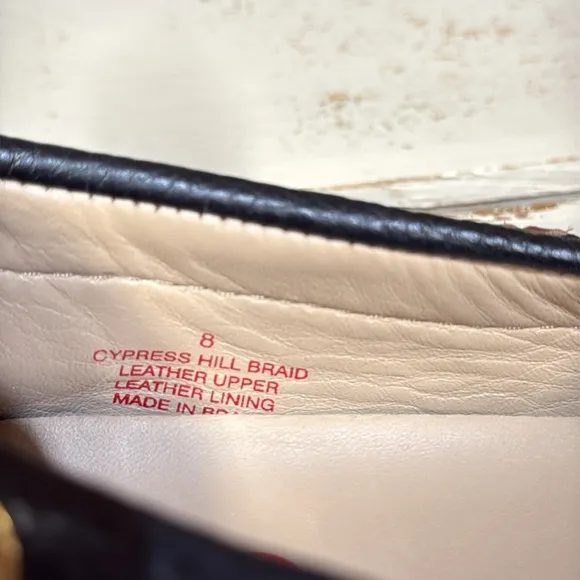 8
CYPRESS HILL BRAID
LEATHER UPPER
LEATHER LINING
MADE IN